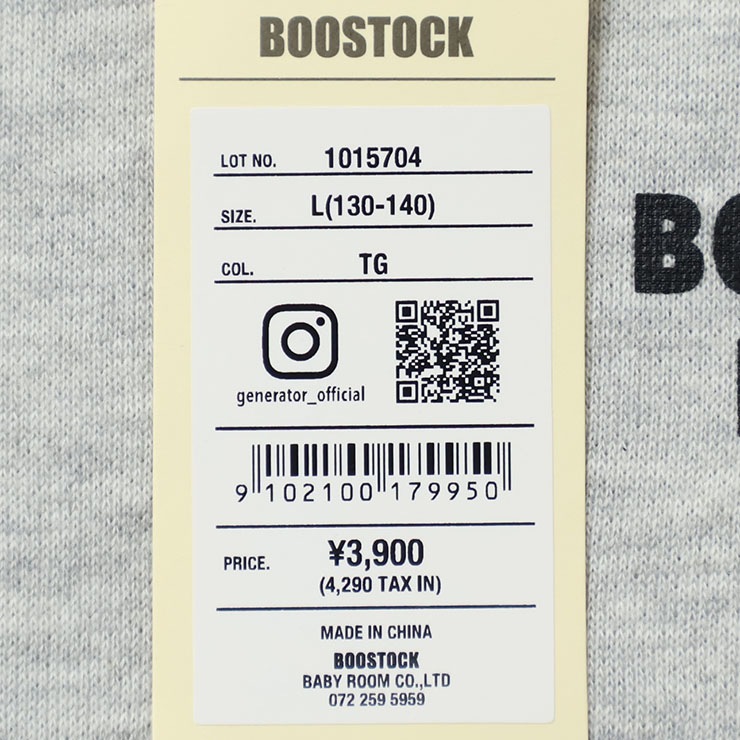 BOOSTOCK
LOT NO. 1015704
SIZE. L(130-140)
COL. TG
generator_official
9 102100 179950
PRICE. ¥3,900
(4,290 TAX IN)
MADE IN CHINA
BOOSTOCK
BABY ROOM CO.,LTD
072 259 5959